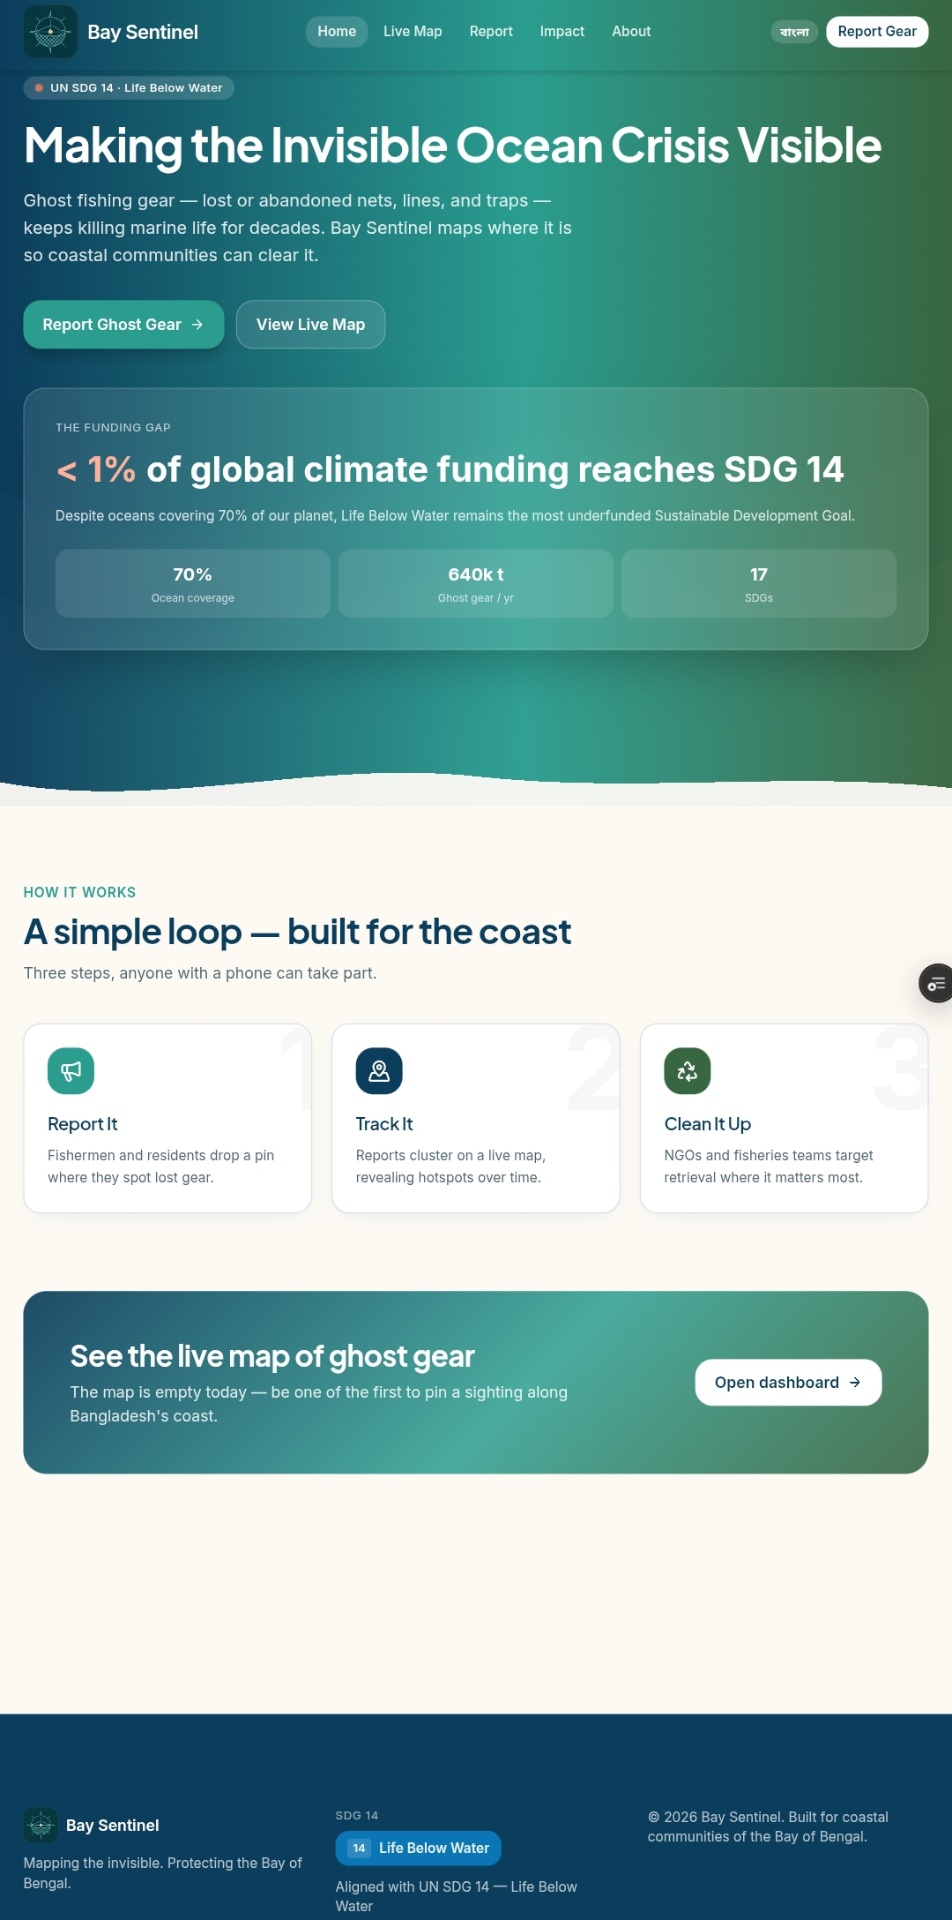 Bay Sentinel
Home
Live Map
Report
Impact
About
বাংলা
Report Gear
UN SDG 14 · Life Below Water
Making the Invisible Ocean Crisis Visible
Ghost fishing gear — lost or abandoned nets, lines, and traps —
keeps killing marine life for decades. Bay Sentinel maps where it is
so coastal communities can clear it.
Report Ghost Gear →
View Live Map
THE FUNDING GAP
< 1% of global climate funding reaches SDG 14
Despite oceans covering 70% of our planet, Life Below Water remains the most underfunded Sustainable Development Goal.
70%
Ocean coverage
640k t
Ghost gear / yr
17
SDGs
HOW IT WORKS
A simple loop — built for the coast
Three steps, anyone with a phone can take part.
1
Report It
Fishermen and residents drop a pin
where they spot lost gear.
2
Track It
Reports cluster on a live map,
revealing hotspots over time.
3
Clean It Up
NGOs and fisheries teams target
retrieval where it matters most.
See the live map of ghost gear
The map is empty today — be one of the first to pin a sighting along
Bangladesh's coast.
Open dashboard →
Bay Sentinel
Mapping the invisible. Protecting the Bay of
Bengal.
SDG 14
14 Life Below Water
Aligned with UN SDG 14 — Life Below
Water
© 2026 Bay Sentinel. Built for coastal
communities of the Bay of Bengal.